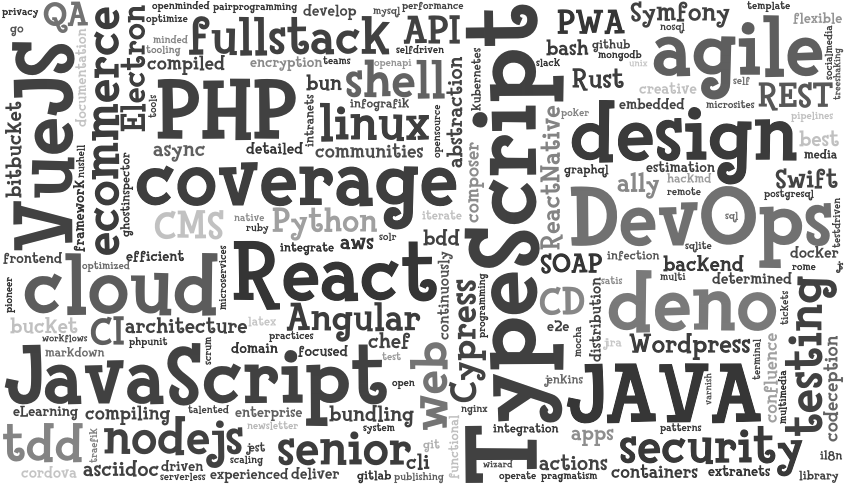 privacy
QA
go
VueJS
documentation
ecommerce
Electron
openminded
pairprogramming
optimize
develop
mysql
performance
minded
tooling
fullstack
API
selfdriven
compiled
encryption
teams
openapi
PHP
tools
bun
shell
infografik
intranets
linux
opensource
abstraction
Kubernetes
slack
async
detailed
communities
bitbucket
nushell
framework
ghostinspector
coverage
composer
CMS
native
ruby
Python
iterate
integrate
aws
solr
bdd
frontend
optimized
efficient
microservices
pioneer
cloud
React
continuously
bucket
CI
architecture
latex
Angular
workflows
phpunit
practices
chef
markdown
scrum
domain
focused
test
JavaScript
open
web
Cypress
programming
eLearning
compiling
talented
enterprise
bundling
nginx
newsletter
system
tdd
traefik
nodejs
jest
scaling
senior
git
cli
functional
cordova
asciidoc
driven
serverless
experienced
deliver
gitlab
publishing
TypeScript
PWA
Symfony
template
nosql
flexible
bash
github
mongodb
unix
agile
socialmedia
treeshaking
Rust
creative
self
REST
embedded
microsites
pipeliner
poker
ReactNative
design
best
media
graphql
estimation
ally
hackmd
remote
Swift
postgresql
DevOps
sql
testdriven
sqlite
docker
SOAP
infection
backend
rome
js
satis
multi
determined
CD
distribution
deno
tickets
testing
e2e
mocha
jira
Wordpress
terminal
confluence
multimedia
codeception
jenkins
JAVA
varnish
integration
apps
patterns
security
i18n
wizard
operate
actions
pragmatism
containers
extranets
library